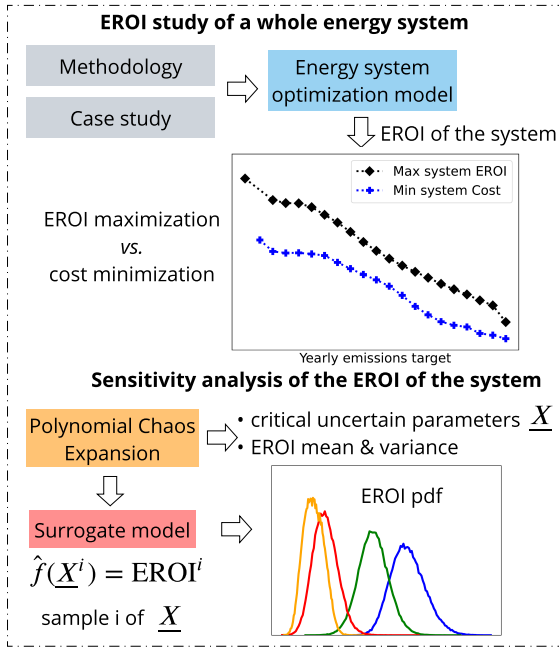 EROI study of a whole energy system
Methodology
Case study
Energy system
optimization model
EROI of the system
EROI maximization
vs.
cost minimization
Max system EROI
Min system Cost
Yearly emissions target
Sensitivity analysis of the EROI of the system
Polynomial Chaos
Expansion
• critical uncertain parameters X
• EROI mean & variance
Surrogate model
f̂(X^i) = EROI^i
sample i of X
EROI pdf